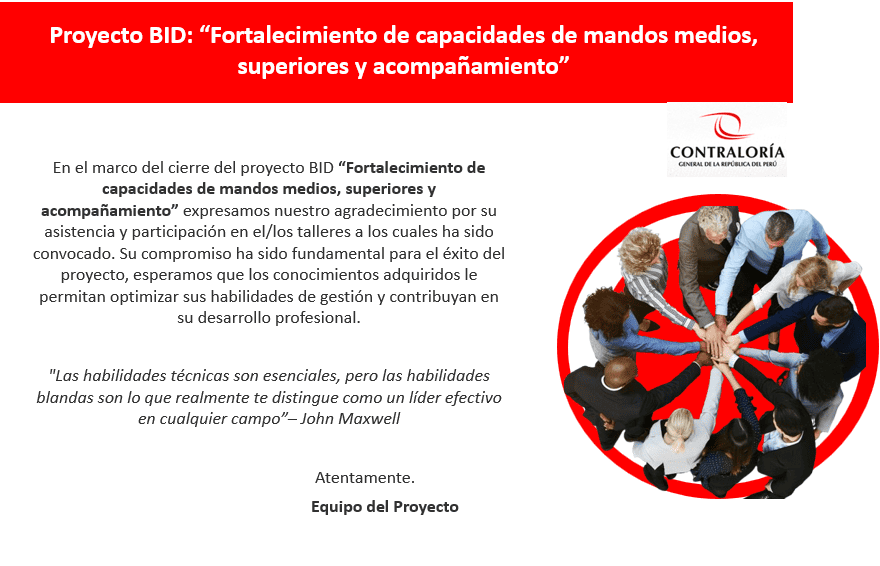 Proyecto BID: “Fortalecimiento de capacidades de mandos medios,
superiores y acompañamiento”
CONTRALORÍA
GENERAL DE LA REPÚBLICA DEL PERÚ
En el marco del cierre del proyecto BID “Fortalecimiento de
capacidades de mandos medios, superiores y
acompañamiento” expresamos nuestro agradecimiento por su
asistencia y participación en el/los talleres a los cuales ha sido
convocado. Su compromiso ha sido fundamental para el éxito del
proyecto, esperamos que los conocimientos adquiridos le
permitan optimizar sus habilidades de gestión y contribuyan en
su desarrollo profesional.
"Las habilidades técnicas son esenciales, pero las habilidades
blandas son lo que realmente te distingue como un líder efectivo
en cualquier campo”– John Maxwell
Atentamente.
Equipo del Proyecto